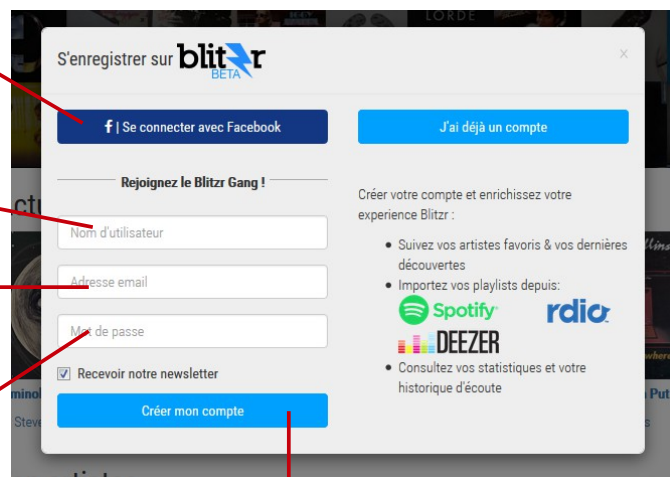 LORDE
S'enregistrer sur blitzr
BETA
×
f | Se connecter avec Facebook
J'ai déjà un compte
Rejoignez le Blitzr Gang !
Nom d'utilisateur
Adresse email
Mot de passe
Recevoir notre newsletter
Créer mon compte
Créer votre compte et enrichissez votre
experience Blitzr :
Suivez vos artistes favoris & vos dernières
découvertes
Importez vos playlists depuis:
Spotify
rdio
DEEZER
Consultez vos statistiques et votre
historique d'écoute